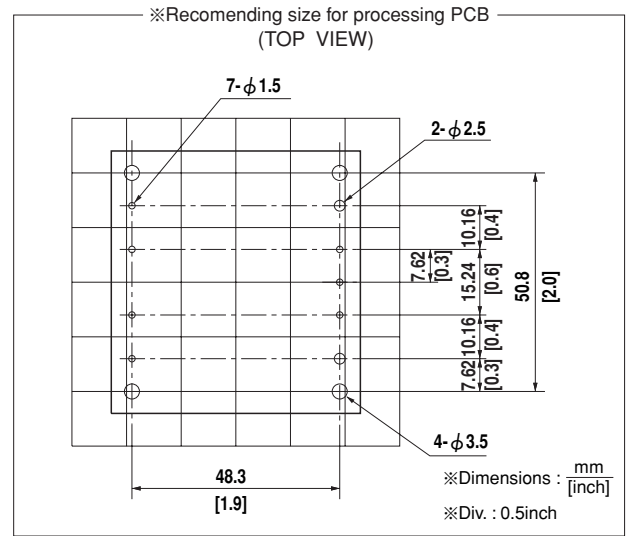 ※Recomending size for processing PCB
(TOP VIEW)
7-ϕ1.5
2-ϕ2.5
10.16
[0.4]
7.62
[0.3]
15.24
[0.6]
50.8
[2.0]
10.16
[0.4]
7.62
[0.3]
4-ϕ3.5
48.3
[1.9]
※Dimensions : mm
[inch]
※Div. : 0.5inch